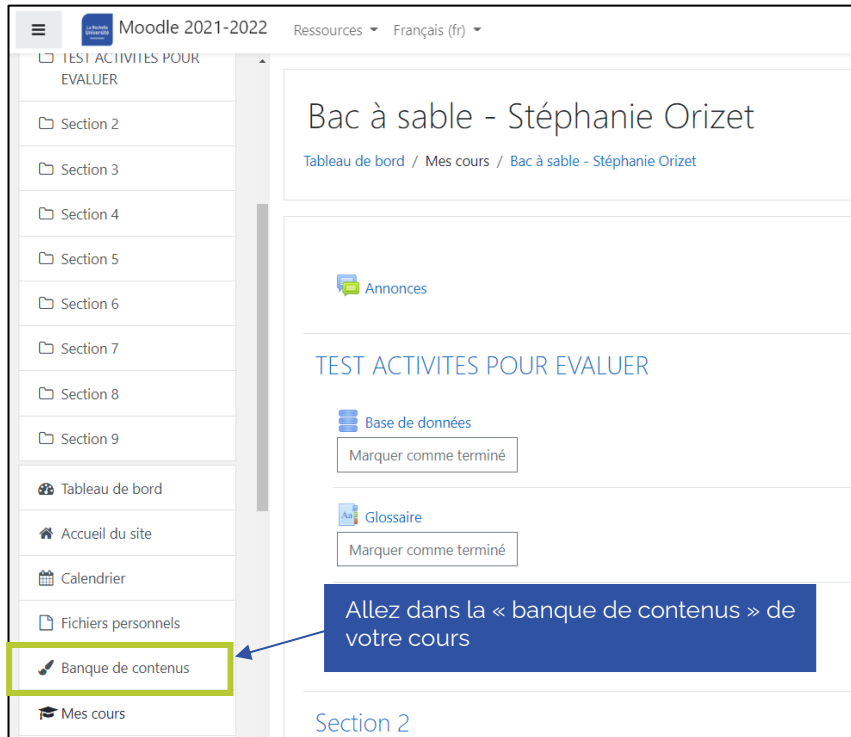 La Rochelle
Université
Moodle 2021-2022
Ressources
Français (fr)
TEST ACTIVITES POUR
EVALUER
Section 2
Section 3
Section 4
Section 5
Section 6
Section 7
Section 8
Section 9
Tableau de bord
Accueil du site
Calendrier
Fichiers personnels
Banque de contenus
Mes cours
Bac à sable - Stéphanie Orizet
Tableau de bord / Mes cours / Bac à sable - Stéphanie Orizet
Annonces
TEST ACTIVITES POUR EVALUER
Base de données
Marquer comme terminé
Aa
Glossaire
Marquer comme terminé
Allez dans la « banque de contenus » de
votre cours
Section 2